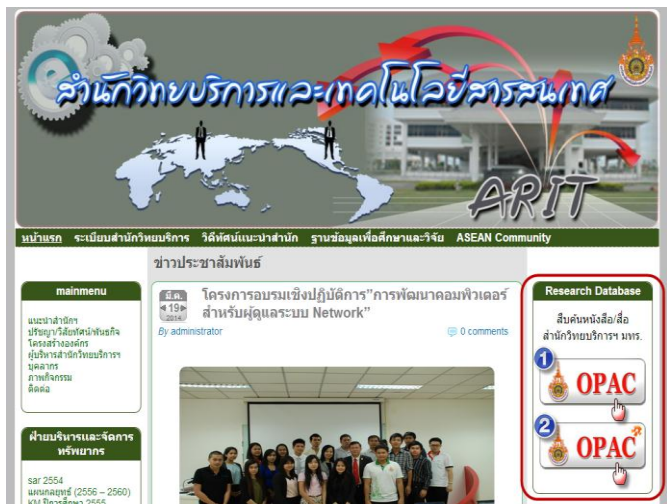 สำนักวิทยบริการและเทคโนโลยีสารสนเทศ
ARIT
หน้าแรก ระเบียบสำนักวิทยบริการ วิดีทัศน์แนะนำสำนัก ฐานข้อมูลเพื่อศึกษาและวิจัย ASEAN Community
ข่าวประชาสัมพันธ์
mainmenu
แนะนำสำนักฯ
ปรัชญา/วิสัยทัศน์/พันธกิจ
โครงสร้างองค์กร
ผู้บริหารสำนักวิทยบริการฯ
บุคลากร
ภาพกิจกรรม
ติดต่อ
ฝ่ายบริหารและจัดการ
ทรัพยากร
sar 2554
แผนกลยุทธ์ (2556 – 2560)
KM ปีการศึกษา 2555
มี.ค.
19
2014
โครงการอบรมเชิงปฏิบัติการ"การพัฒนาคอมพิวเตอร์
สำหรับผู้ดูแลระบบ Network"
By administrator
0 comments
Research Database
สืบค้นหนังสือ/สื่อ
สำนักวิทยบริการฯ มทร.
1
OPAC
2
OPAC